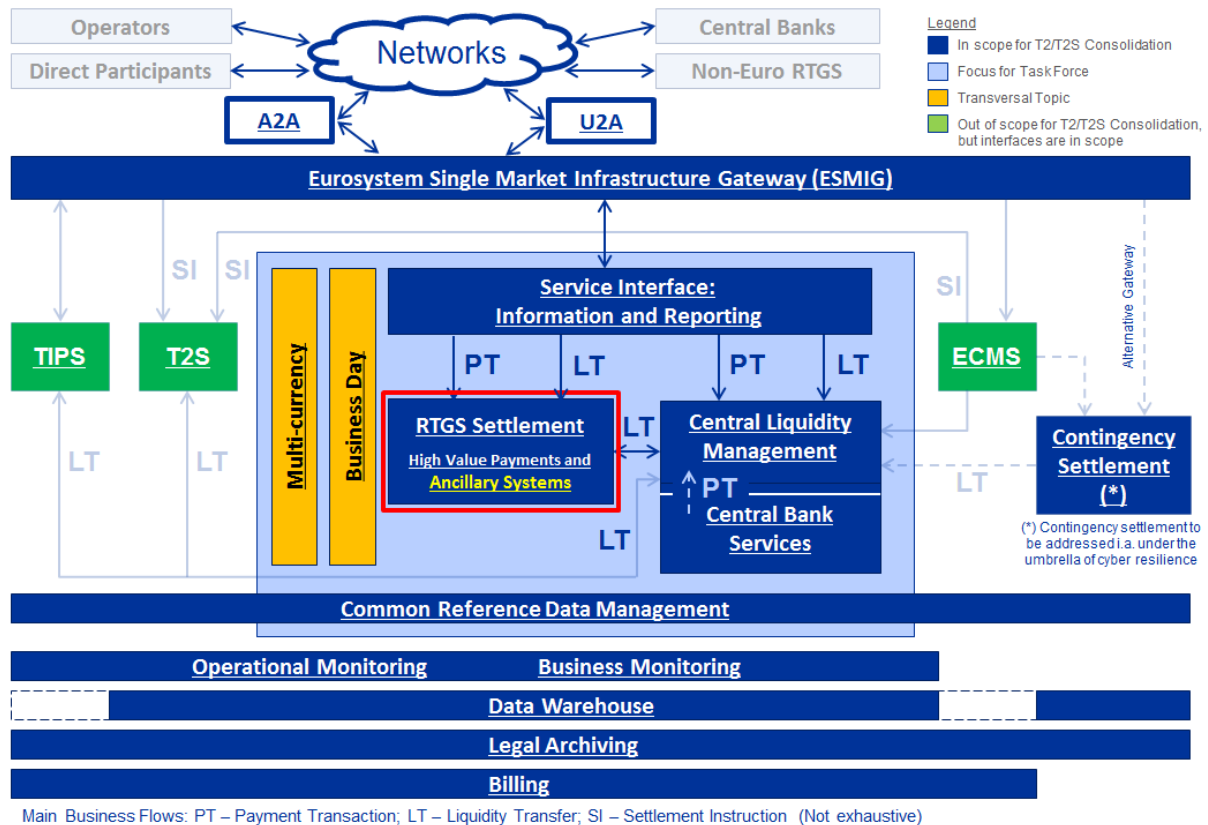 Operators
Direct Participants
Networks
Central Banks
Non-Euro RTGS
Legend
In scope for T2/T2S Consolidation
Focus for TaskForce
Transversal Topic
Out of scope for T2/T2S Consolidation,
but interfaces are in scope
A2A
U2A
Eurosystem Single Market Infrastructure Gateway (ESMIG)
SI
SI
SI
Alternative Gateway
Multi-currency
Business Day
Service Interface:
Information and Reporting
TIPS
T2S
ECMS
PT
LT
PT
LT
RTGS Settlement
High Value Payments and
Ancillary Systems
LT
Central Liquidity
Management
PT
Central Bank
Services
Contingency
Settlement
(*)
LT
LT
LT
LT
(*) Contingency settlement to
be addressed i.a. under the
umbrella of cyber resilience
Common Reference Data Management
Operational Monitoring
Business Monitoring
Data Warehouse
Legal Archiving
Billing
Main Business Flows: PT – Payment Transaction; LT – Liquidity Transfer; SI – Settlement Instruction (Not exhaustive)